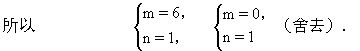 所以 { m=6, n=1, { m=0, n=1 (舍去).